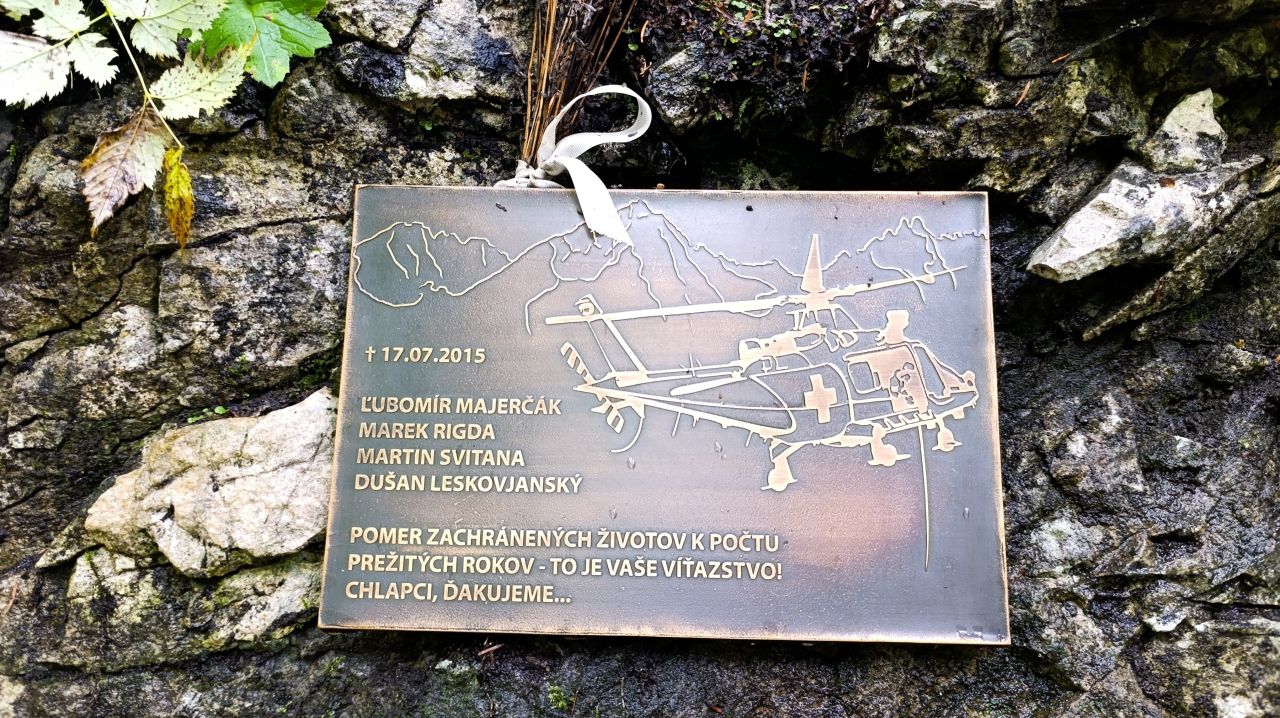 † 17.07.2015
ĽUBOMÍR MAJERČÁK
MAREK RIGDA
MARTIN SVITANA
DUŠAN LESKOVJANSKÝ
POMER ZACHRÁNENÝCH ŽIVOTOV K POČTU
PREŽITÝCH ROKOV - TO JE VAŠE VÍŤAZSTVO!
CHLAPCI, ĎAKUJEME...